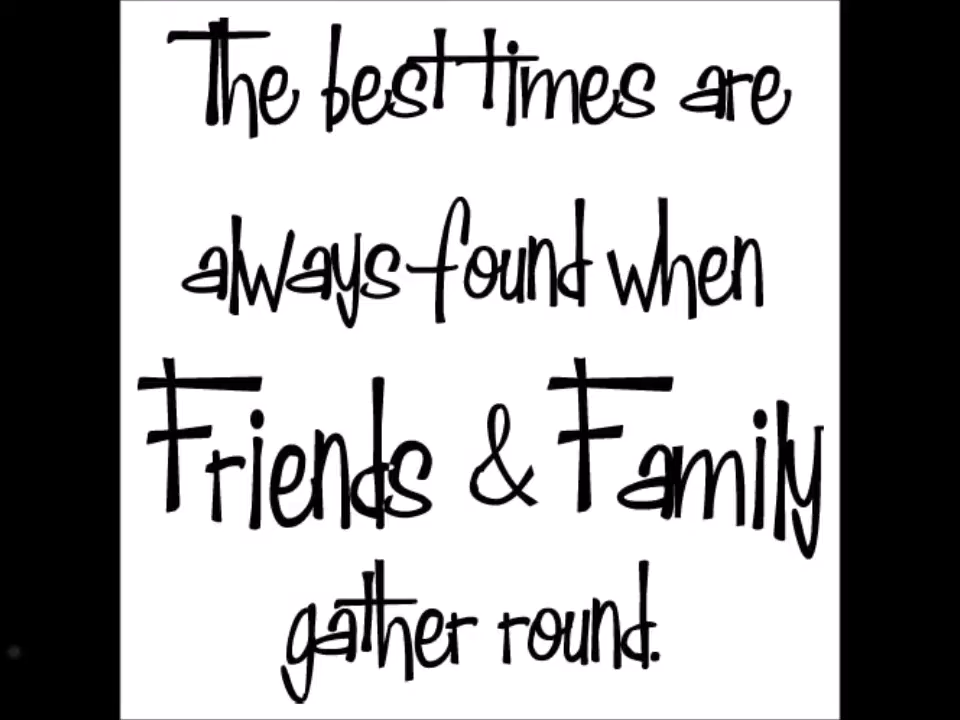 The best times are
always found when
Friends & Family
gather round.